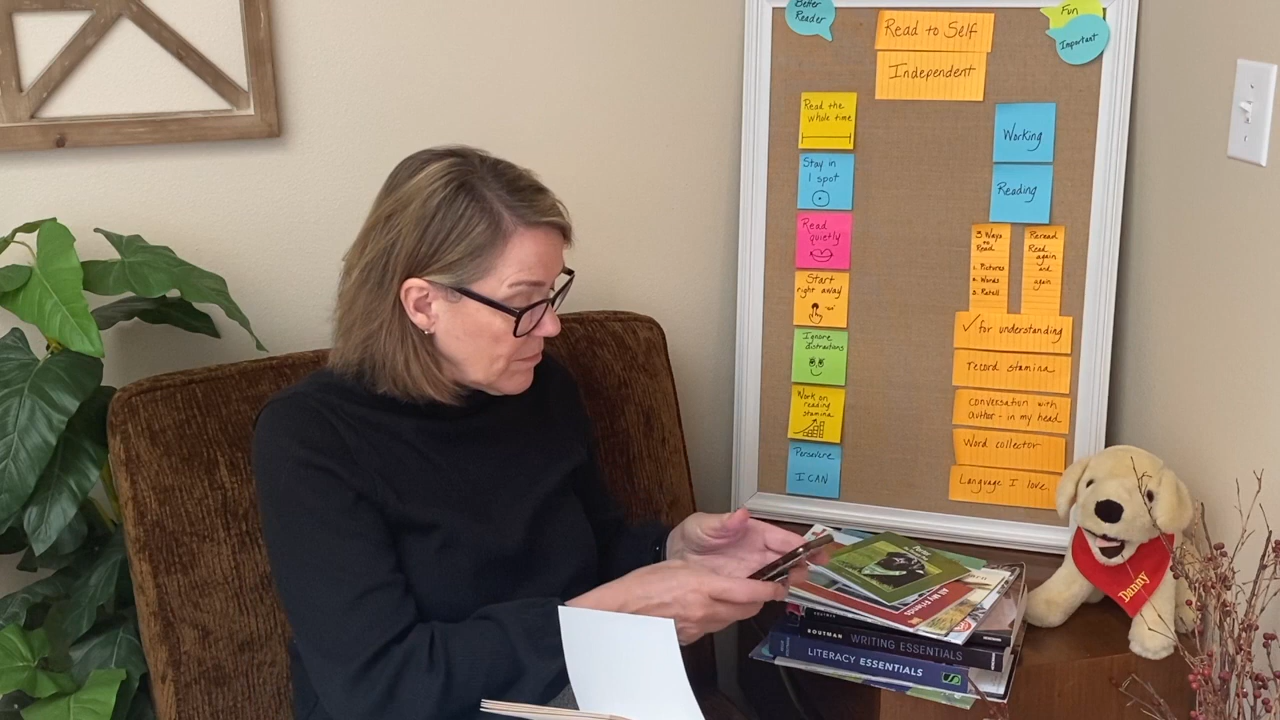 Better
Reader
Fun
Important
Read to Self
Independent
Read the
whole time
Stay in
1 spot
Read
quietly
Start
right away
Ignore
distractions
Work on
reading
stamina
Persevere
I CAN
Working
Reading
3 Ways
to
Read
1. Pictures
2. Words
3. Retell
Reread
Read
again
and
again
✓ for understanding
record stamina
conversation with
author - in my head
Word collector
Language I love
Danny
ROUTMAN WRITING ESSENTIALS
LITERACY ESSENTIALS